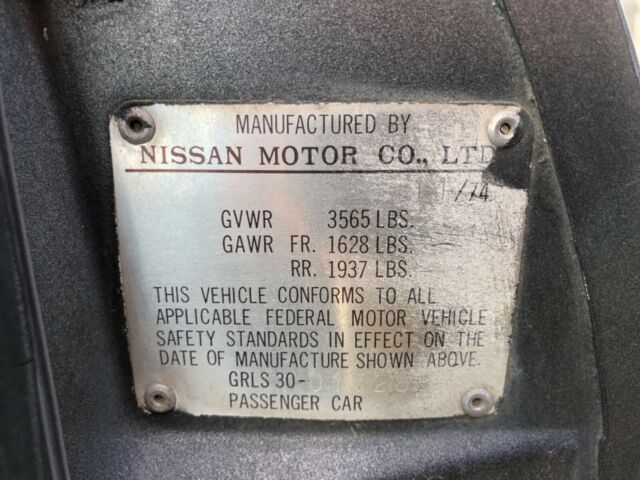 MANUFACTURED BY
NISSAN MOTOR CO., LTD
/74
GVWR 3565 LBS.
GAWR FR. 1628 LBS.
RR. 1937 LBS.
THIS VEHICLE CONFORMS TO ALL
APPLICABLE FEDERAL MOTOR VEHICLE
SAFETY STANDARDS IN EFFECT ON THE
DATE OF MANUFACTURE SHOWN ABOVE.
GRLS 30-
PASSENGER CAR